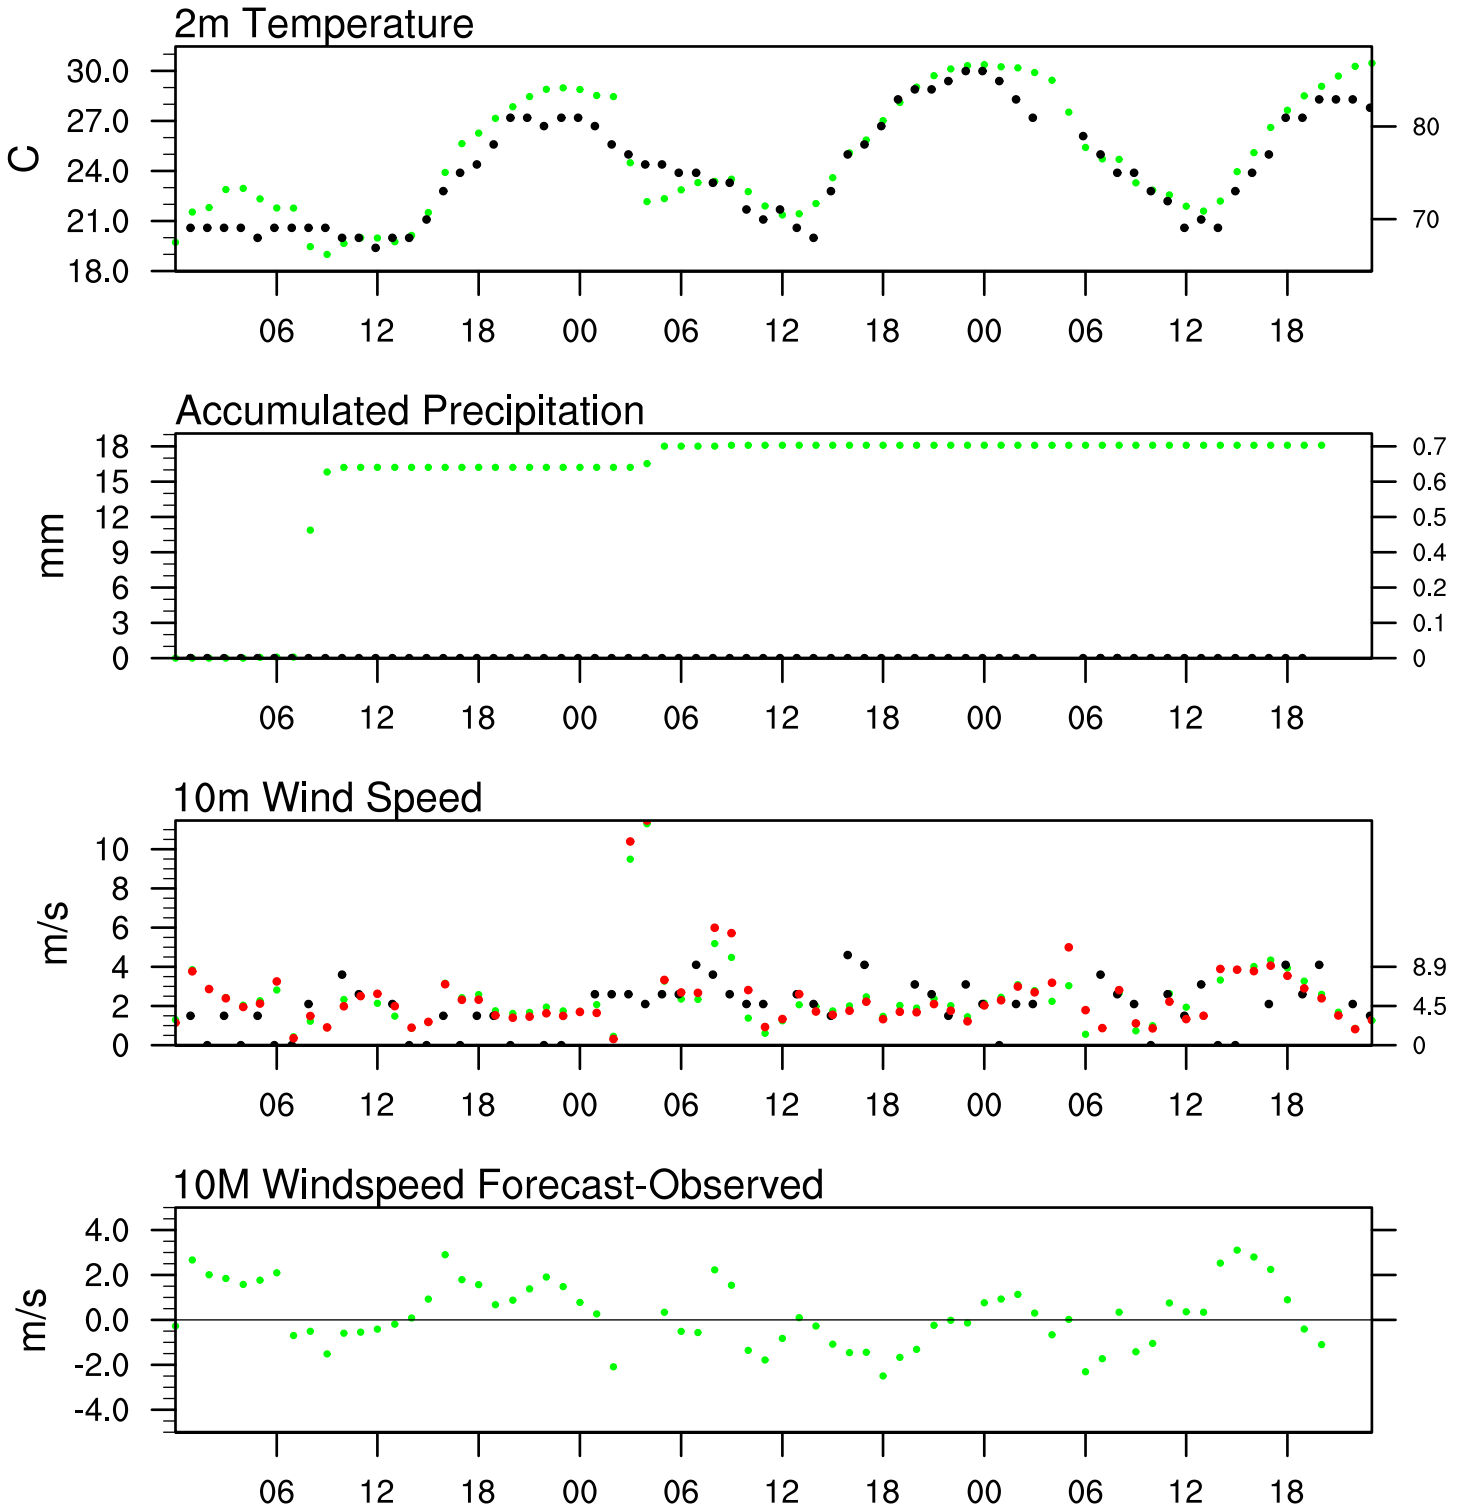 2m Temperature
30.0
27.0
24.0
21.0
18.0
C
80
70
06 12 18 00 06 12 18 00 06 12 18
Accumulated Precipitation
18
15
12
9
6
3
0
mm
0.7
0.6
0.5
0.4
0.2
0.1
0
06 12 18 00 06 12 18 00 06 12 18
10m Wind Speed
10
8
6
4
2
0
m/s
8.9
4.5
0
06 12 18 00 06 12 18 00 06 12 18
10M Windspeed Forecast-Observed
4.0
2.0
0.0
-2.0
-4.0
m/s
06 12 18 00 06 12 18 00 06 12 18